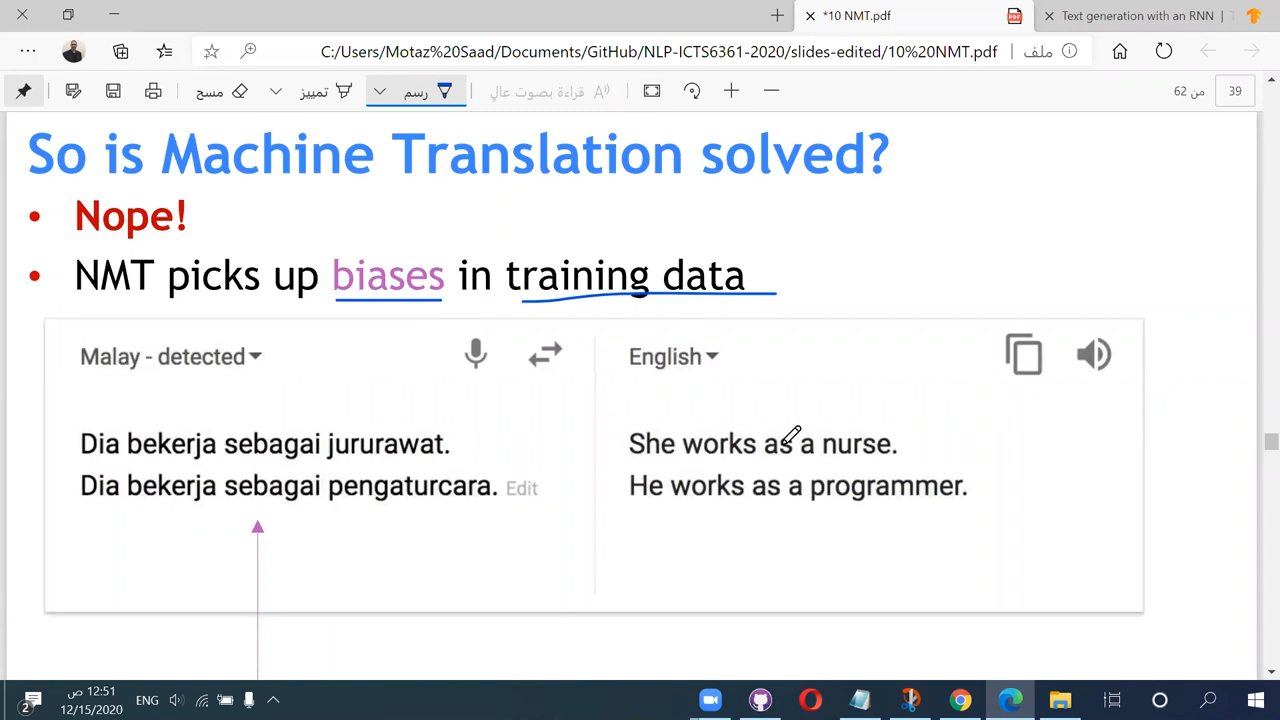 *10 NMT.pdf
Text generation with an RNN
C:/Users/Motaz%20Saad/Documents/GitHub/NLP-ICTS6361-2020/slides-edited/10%20NMT.pdf
ملف
مسح
تمييز
رسم
قراءة بصوت عالٍ
من 62
39
So is Machine Translation solved?
• Nope!
• NMT picks up biases in training data
Malay - detected
English
Dia bekerja sebagai jururawat.
Dia bekerja sebagai pengaturcara. Edit
She works as a nurse.
He works as a programmer.
2
12:51 ص
12/15/2020
ENG